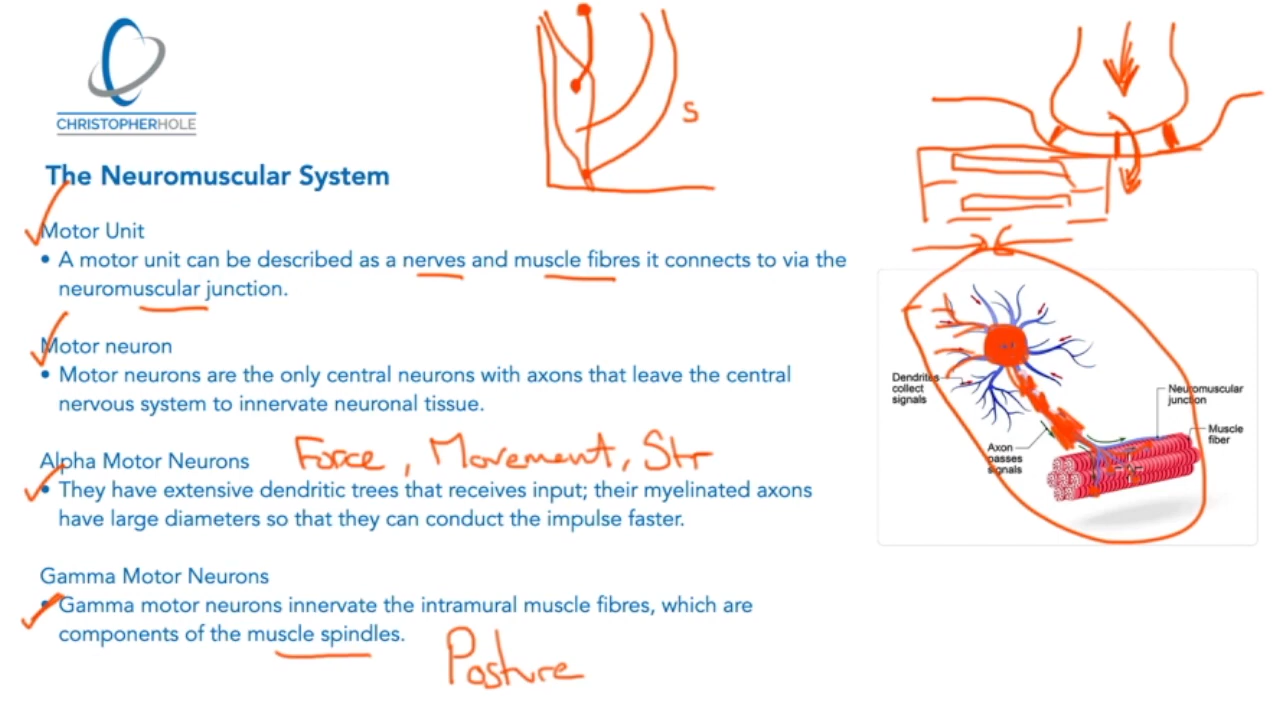 CHRISTOPHERHOLE
The Neuromuscular System
Motor Unit
• A motor unit can be described as a nerves and muscle fibres it connects to via the
neuromuscular junction.
Motor neuron
• Motor neurons are the only central neurons with axons that leave the central
nervous system to innervate neuronal tissue.
Alpha Motor Neurons
Force, Movement, Str
• They have extensive dendritic trees that receives input; their myelinated axons
have large diameters so that they can conduct the impulse faster.
Gamma Motor Neurons
• Gamma motor neurons innervate the intramural muscle fibres, which are
components of the muscle spindles.
Posture
S
Dendrites
collect
signals
Neuromuscular
junction
Muscle
fiber
Axon
passes
signals